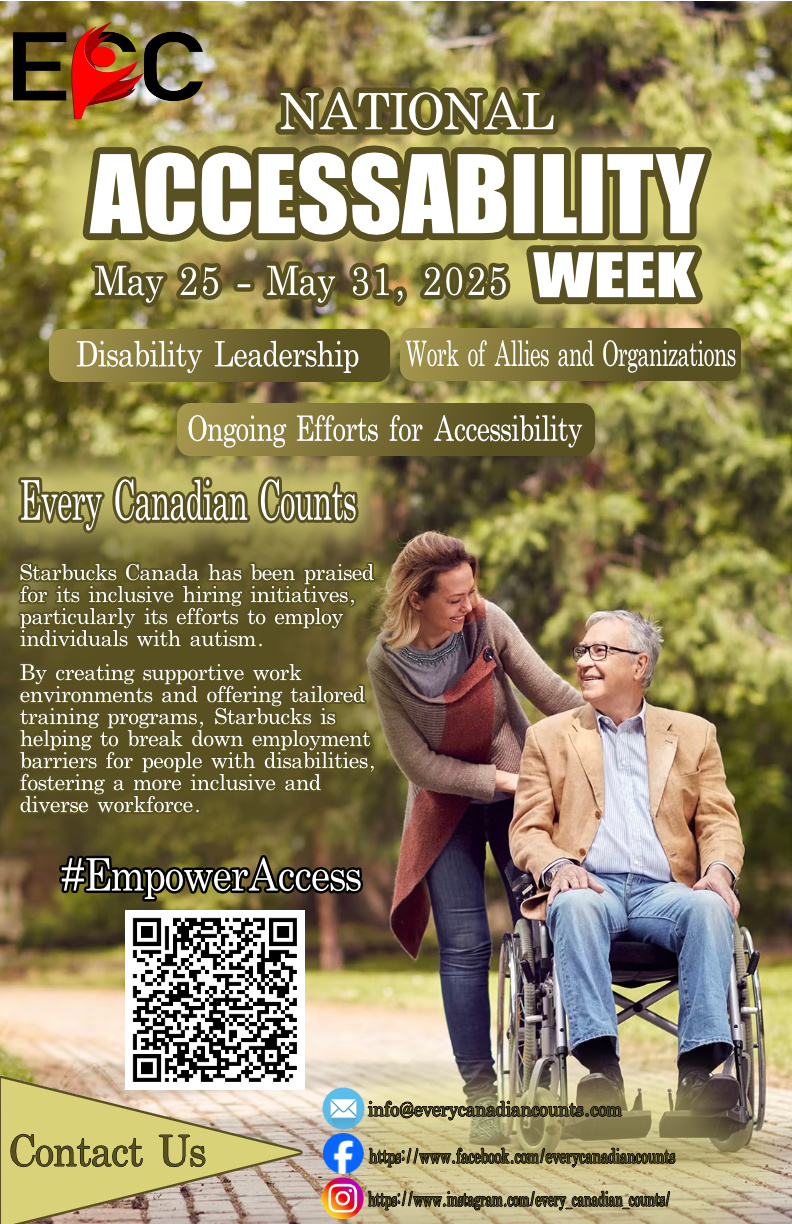 ECC
NATIONAL
ACCESSABILITY
WEEK
May 25 - May 31, 2025
Disability Leadership
Work of Allies and Organizations
Ongoing Efforts for Accessibility
Every Canadian Counts
Starbucks Canada has been praised
for its inclusive hiring initiatives,
particularly its efforts to employ
individuals with autism.
By creating supportive work
environments and offering tailored
training programs, Starbucks is
helping to break down employment
barriers for people with disabilities,
fostering a more inclusive and
diverse workforce.
#EmpowerAccess
Contact Us
info@everycanadiancounts.com
https://www.facebook.com/everycanadiancounts
https://www.instagram.com/every_canadian_counts/